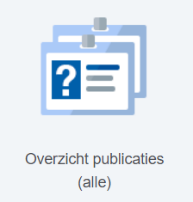 ?
Overzicht publicaties
(alle)